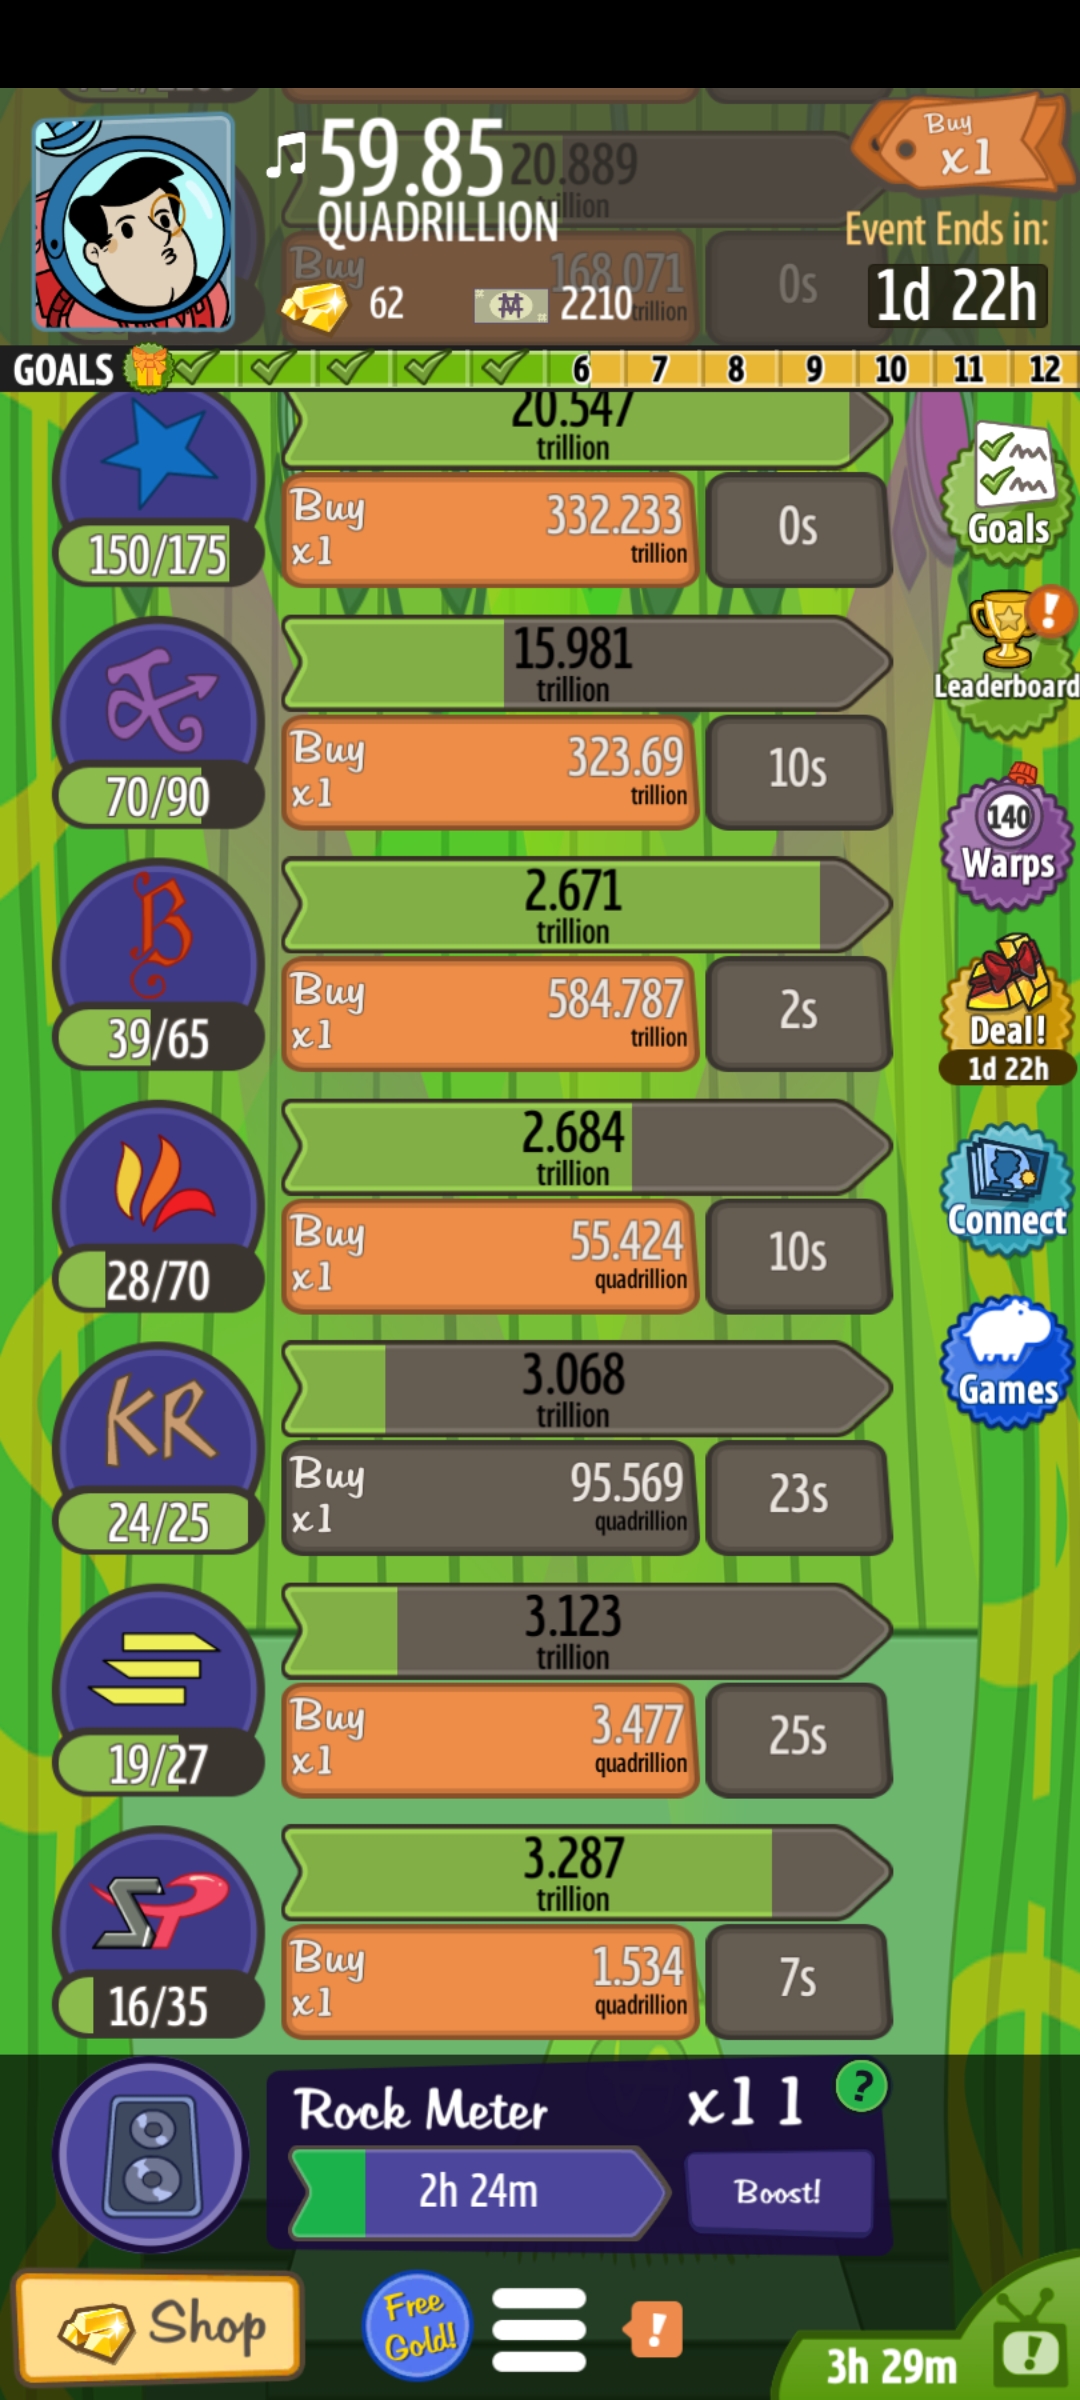 59.85
QUADRILLION
20.889
trillion
Buy
x1
Event Ends in:
1d 22h
Buy
168.071
trillion
0s
62
2210
GOALS
6 7 8 9 10 11 12
20.547
trillion
Buy
x1
332.233
trillion
0s
150/175
Goals
15.981
trillion
Buy
x1
323.69
trillion
10s
70/90
Leaderboard
2.671
trillion
Buy
x1
584.787
trillion
2s
39/65
140
Warps
Deal!
1d 22h
2.684
trillion
Buy
x1
55.424
quadrillion
10s
28/70
Connect
KR
3.068
trillion
Buy
x1
95.569
quadrillion
23s
24/25
Games
3.123
trillion
Buy
x1
3.477
quadrillion
25s
19/27
3.287
trillion
Buy
x1
1.534
quadrillion
7s
16/35
Rock Meter
x11
?
2h 24m
Boost!
Shop
Free
Gold!
!
3h 29m
!